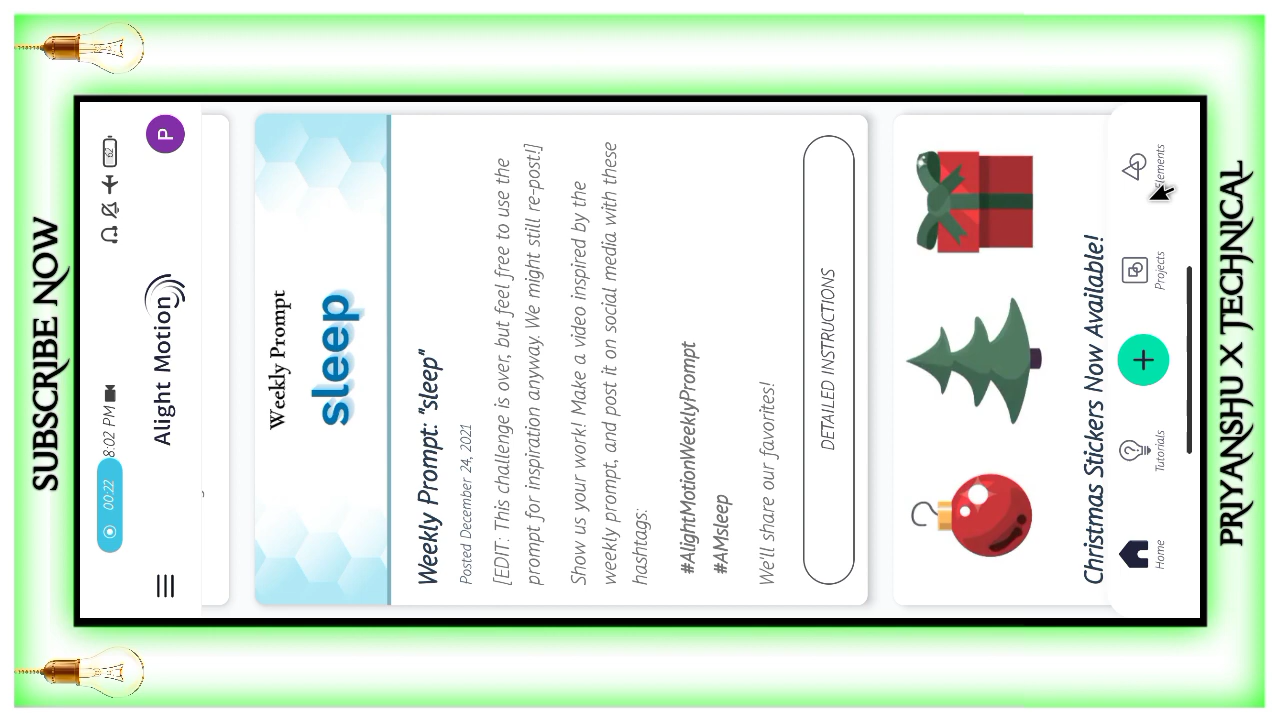 SUBSCRIBE NOW
00:22
8:02 PM
62
Alight Motion
P
Weekly Prompt
sleep
Weekly Prompt: "sleep"
Posted December 24, 2021
[EDIT: This challenge is over, but feel free to use the
prompt for inspiration anyway. We might still re-post!]
Show us your work! Make a video inspired by the
weekly prompt, and post it on social media with these
hashtags:
#AlightMotionWeeklyPrompt
#AMsleep
We'll share our favorites!
DETAILED INSTRUCTIONS
Christmas Stickers Now Available!
Home
Tutorials
Projects
Elements
PRIYANSHU X TECHNICAL